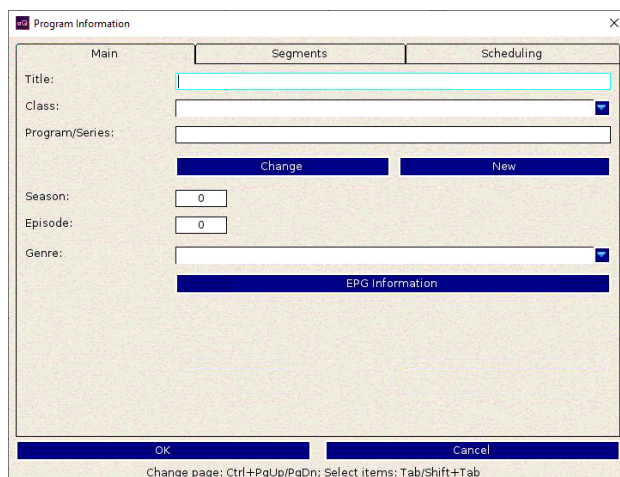 aQ Program Information
Main Segments Scheduling
Title:
Class:
Program/Series:
Change New
Season: 0
Episode: 0
Genre:
EPG Information
OK Cancel
Change page: Ctrl+PgUp/PgDn; Select items: Tab/Shift+Tab